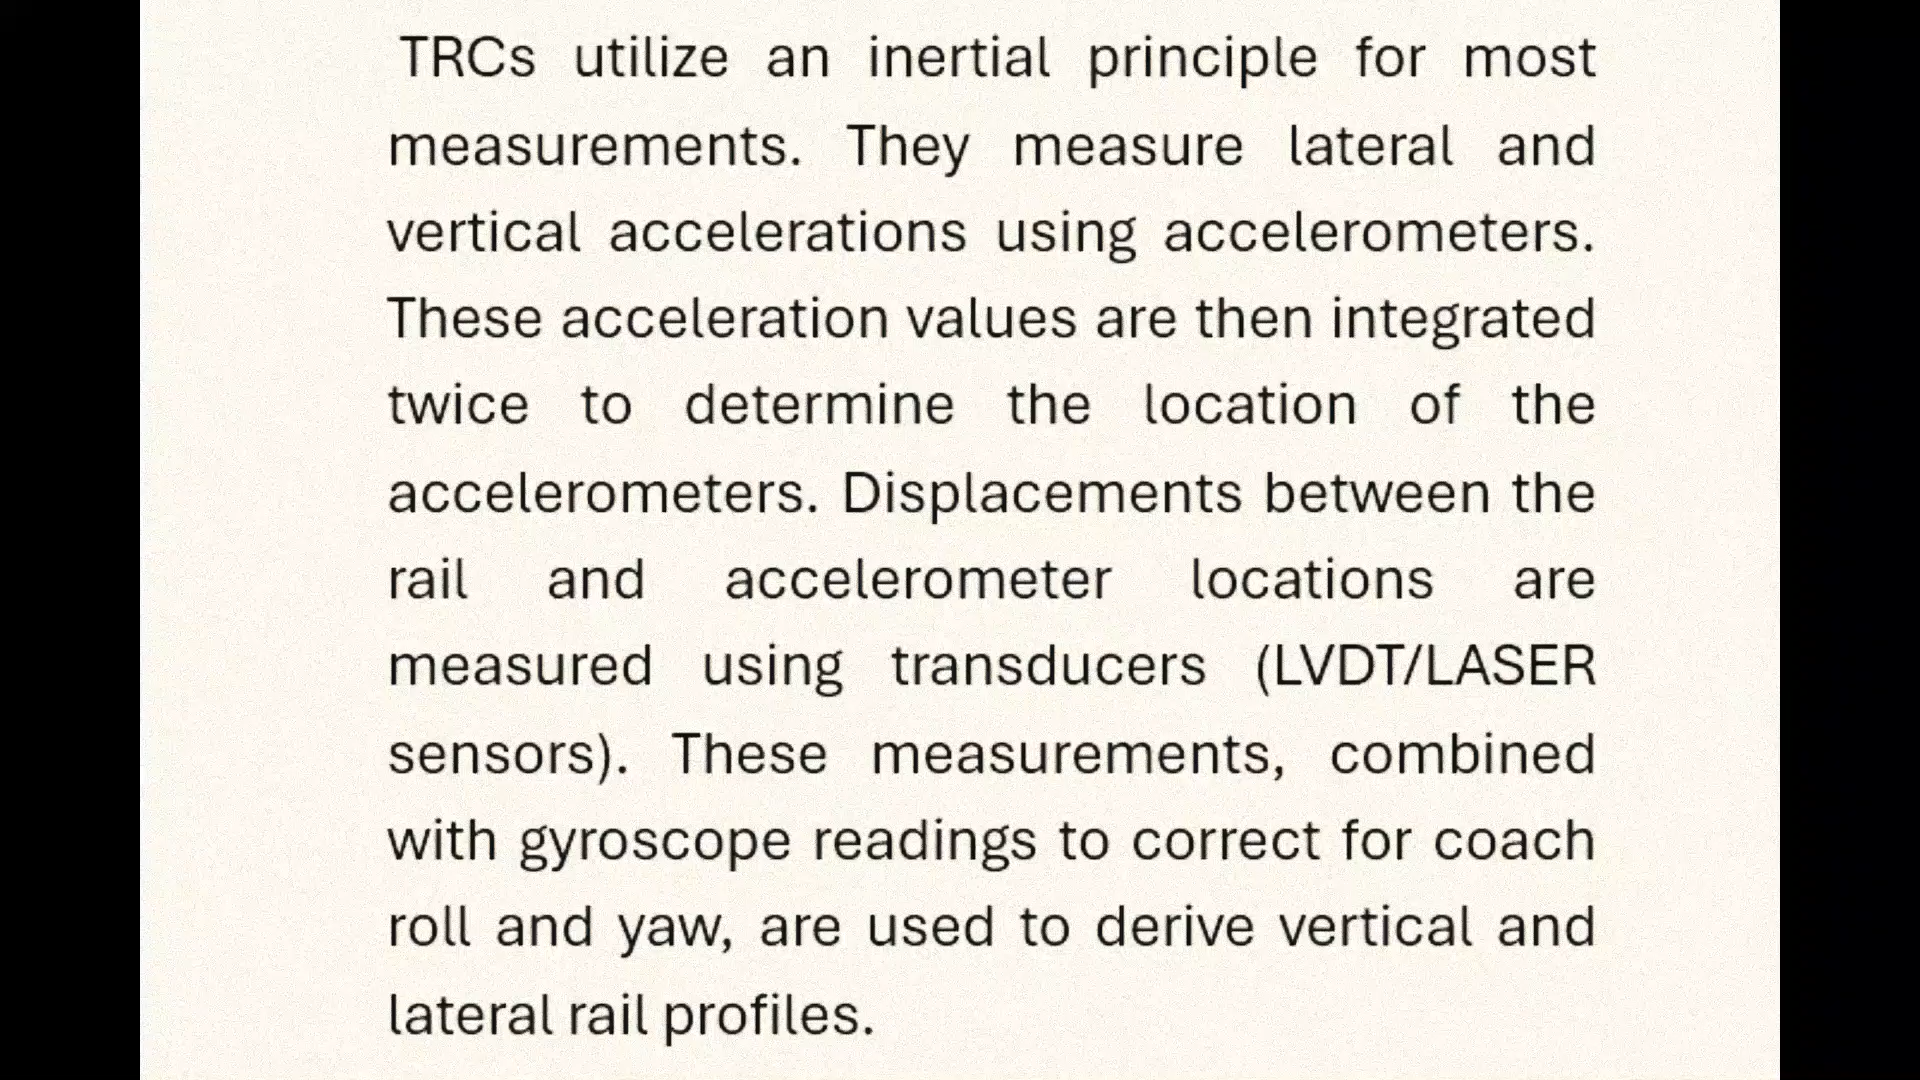 TRCs utilize an inertial principle for most
measurements. They measure lateral and
vertical accelerations using accelerometers.
These acceleration values are then integrated
twice to determine the location of the
accelerometers. Displacements between the
rail and accelerometer locations are
measured using transducers (LVDT/LASER
sensors). These measurements, combined
with gyroscope readings to correct for coach
roll and yaw, are used to derive vertical and
lateral rail profiles.